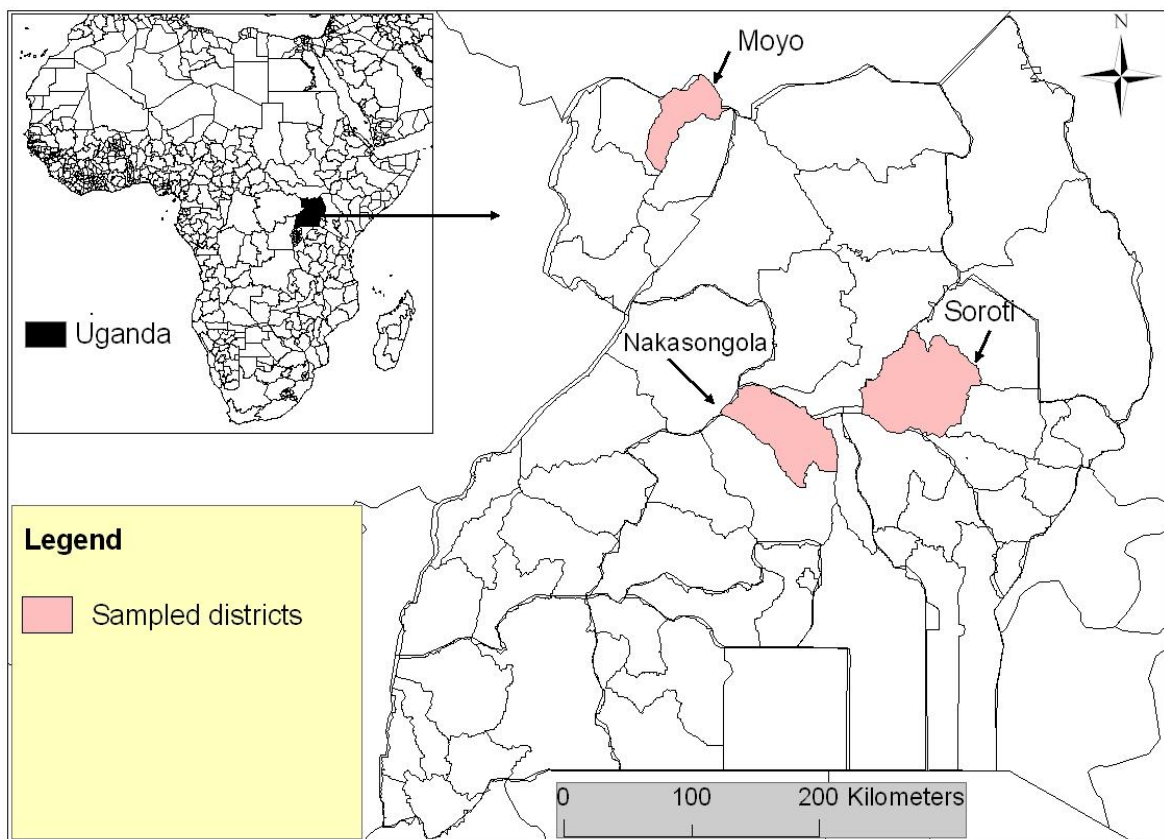 Moyo
N
Uganda
Soroti
Nakasongola
Legend
Sampled districts
0 100 200 Kilometers